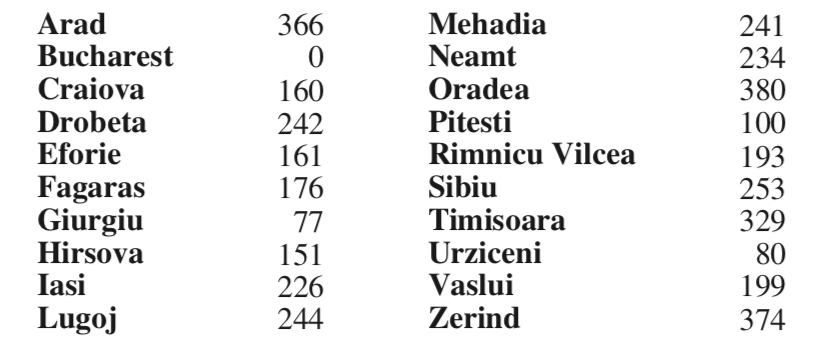 Arad 366 Mehadia 241
Bucharest 0 Neamt 234
Craiova 160 Oradea 380
Drobeta 242 Pitesti 100
Eforie 161 Rimnicu Vilcea 193
Fagaras 176 Sibiu 253
Giurgiu 77 Timisoara 329
Hirsova 151 Urziceni 80
Iasi 226 Vaslui 199
Lugoj 244 Zerind 374